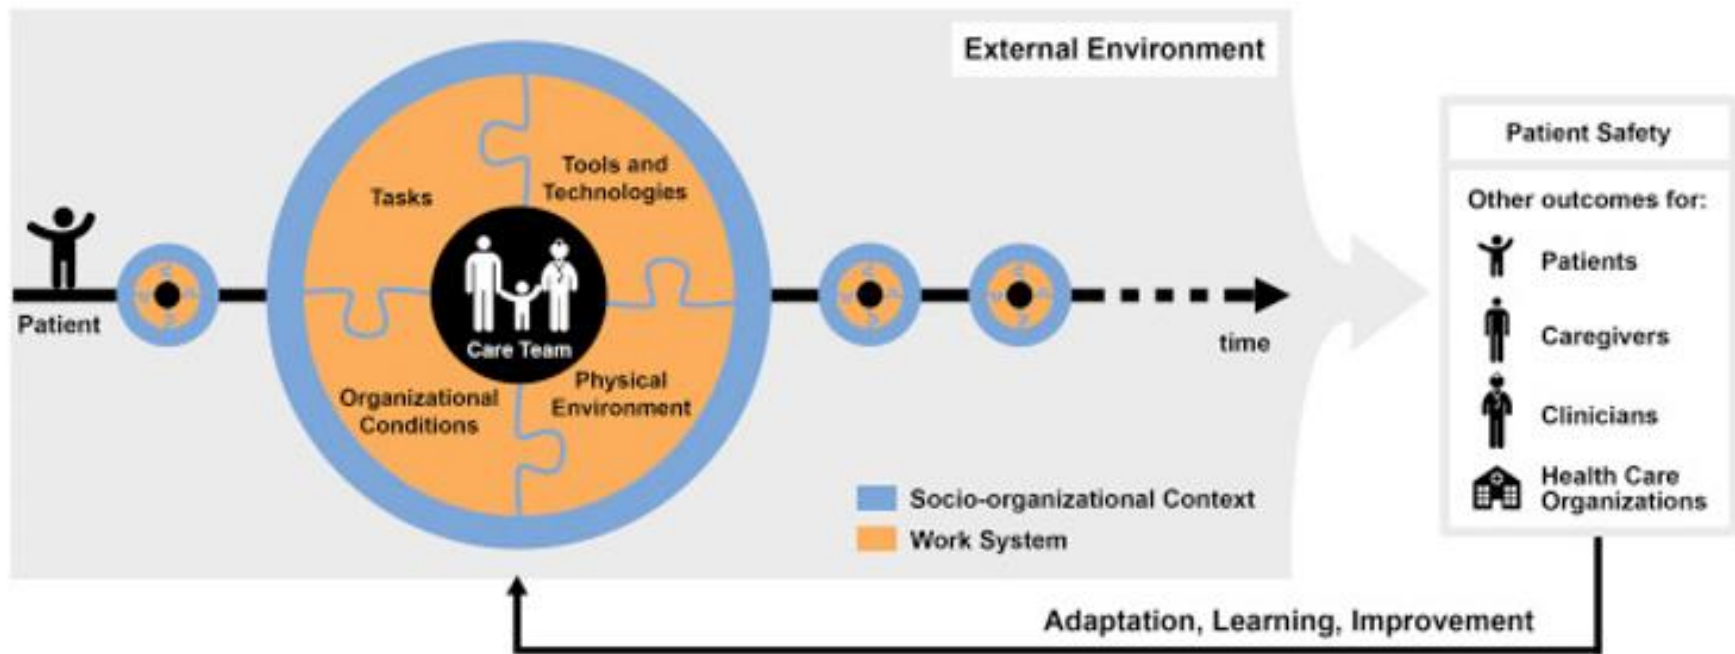 External Environment
Tasks
Tools and
Technologies
Care Team
Organizational
Conditions
Physical
Environment
Patient
time
Socio-organizational Context
Work System
Patient Safety
Other outcomes for:
Patients
Caregivers
Clinicians
Health Care
Organizations
Adaptation, Learning, Improvement